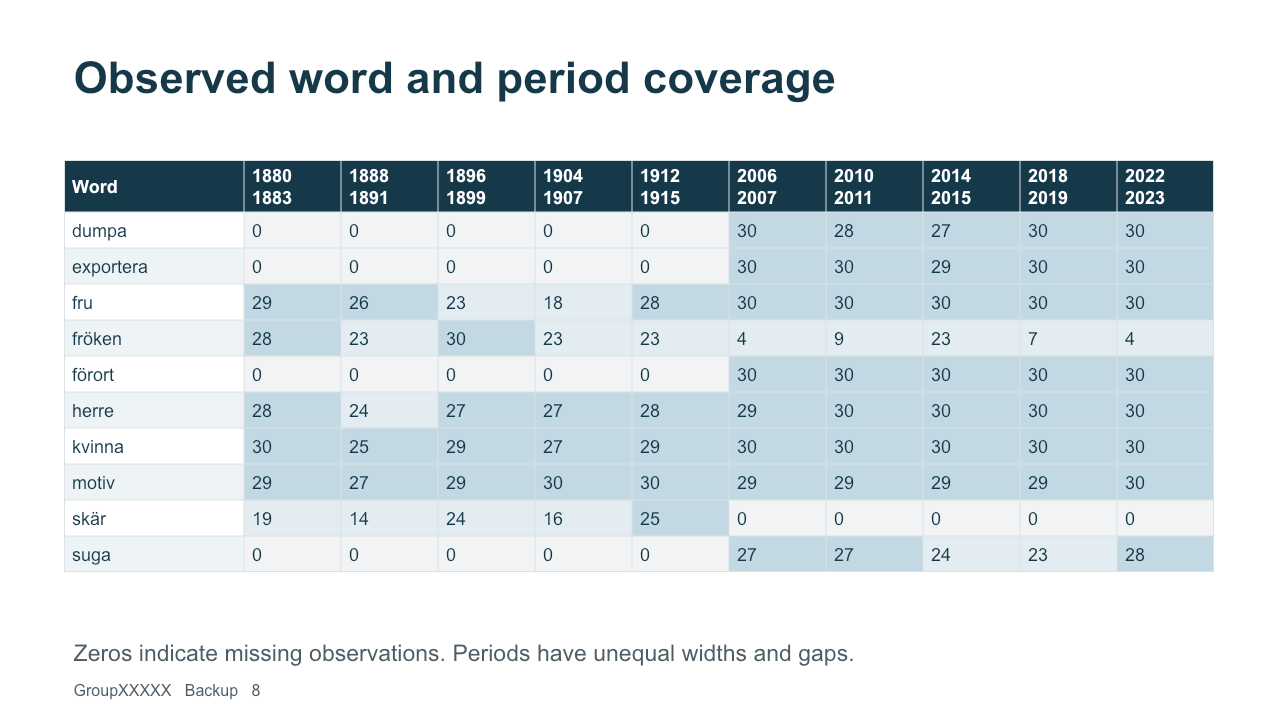 Observed word and period coverage
Word 1880 1888 1896 1904 1912 2006 2010 2014 2018 2022
1883 1891 1899 1907 1915 2007 2011 2015 2019 2023
dumpa 0 0 0 0 0 30 28 27 30 30
exportera 0 0 0 0 0 30 30 29 30 30
fru 29 26 23 18 28 30 30 30 30 30
fröken 28 23 30 23 23 4 9 23 7 4
förort 0 0 0 0 0 30 30 30 30 30
herre 28 24 27 27 28 29 30 30 30 30
kvinna 30 25 29 27 29 30 30 30 30 30
motiv 29 27 29 30 30 29 29 29 29 30
skär 19 14 24 16 25 0 0 0 0 0
suga 0 0 0 0 0 27 27 24 23 28
Zeros indicate missing observations. Periods have unequal widths and gaps.
GroupXXXXX Backup 8